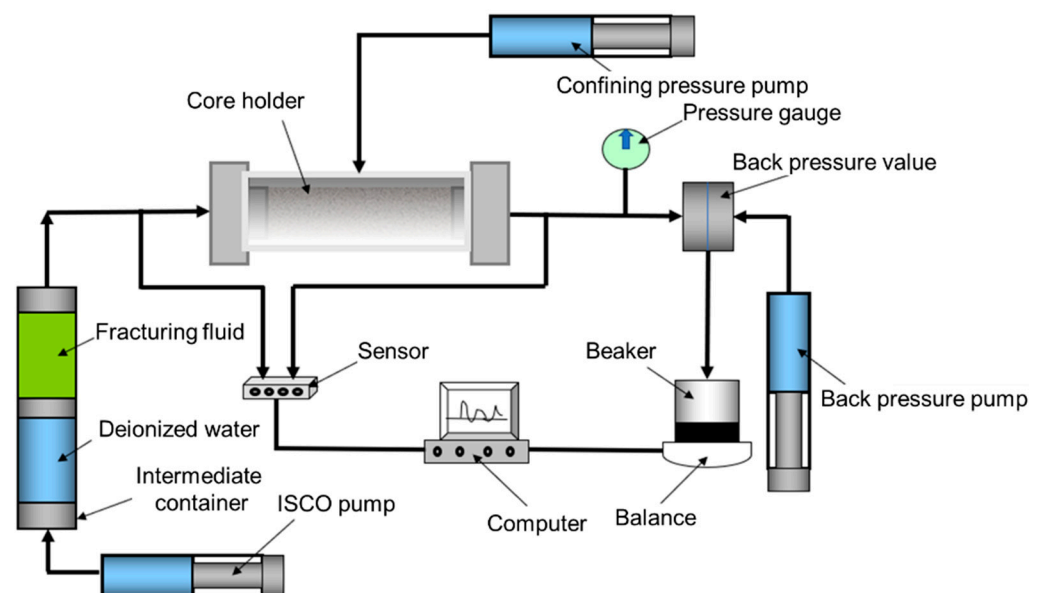 Confining pressure pump
Core holder
Pressure gauge
Back pressure value
Fracturing fluid
Sensor
Beaker
Back pressure pump
Deionized water
Intermediate
container
ISCO pump
Computer
Balance